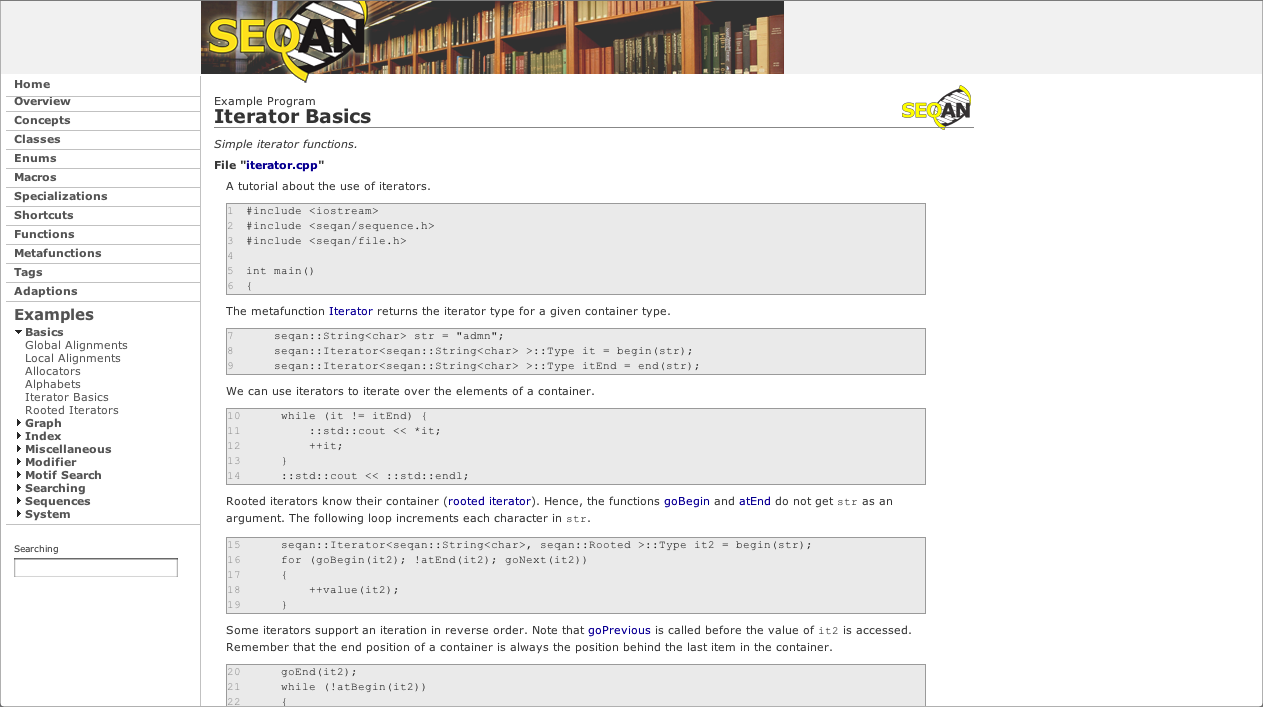 SEQAN
Home
Overview
Concepts
Classes
Enums
Macros
Specializations
Shortcuts
Functions
Metafunctions
Tags
Adaptions
Examples
Basics
Global Alignments
Local Alignments
Allocators
Alphabets
Iterator Basics
Rooted Iterators
Graph
Index
Miscellaneous
Modifier
Motif Search
Searching
Sequences
System
Searching
Example Program
Iterator Basics
SEQAN
Simple iterator functions.
File "iterator.cpp"
A tutorial about the use of iterators.
1 #include <iostream>
2 #include <seqan/sequence.h>
3 #include <seqan/file.h>
4
5 int main()
6 {
The metafunction Iterator returns the iterator type for a given container type.
7     seqan::String<char> str = "admn";
8     seqan::Iterator<seqan::String<char> >::Type it = begin(str);
9     seqan::Iterator<seqan::String<char> >::Type itEnd = end(str);
We can use iterators to iterate over the elements of a container.
10     while (it != itEnd) {
11         ::std::cout << *it;
12         ++it;
13     }
14     ::std::cout << ::std::endl;
Rooted iterators know their container (rooted iterator). Hence, the functions goBegin and atEnd do not get str as an
argument. The following loop increments each character in str.
15     seqan::Iterator<seqan::String<char>, seqan::Rooted >::Type it2 = begin(str);
16     for (goBegin(it2); !atEnd(it2); goNext(it2))
17     {
18         ++value(it2);
19     }
Some iterators support an iteration in reverse order. Note that goPrevious is called before the value of it2 is accessed.
Remember that the end position of a container is always the position behind the last item in the container.
20     goEnd(it2);
21     while (!atBegin(it2))
22     {